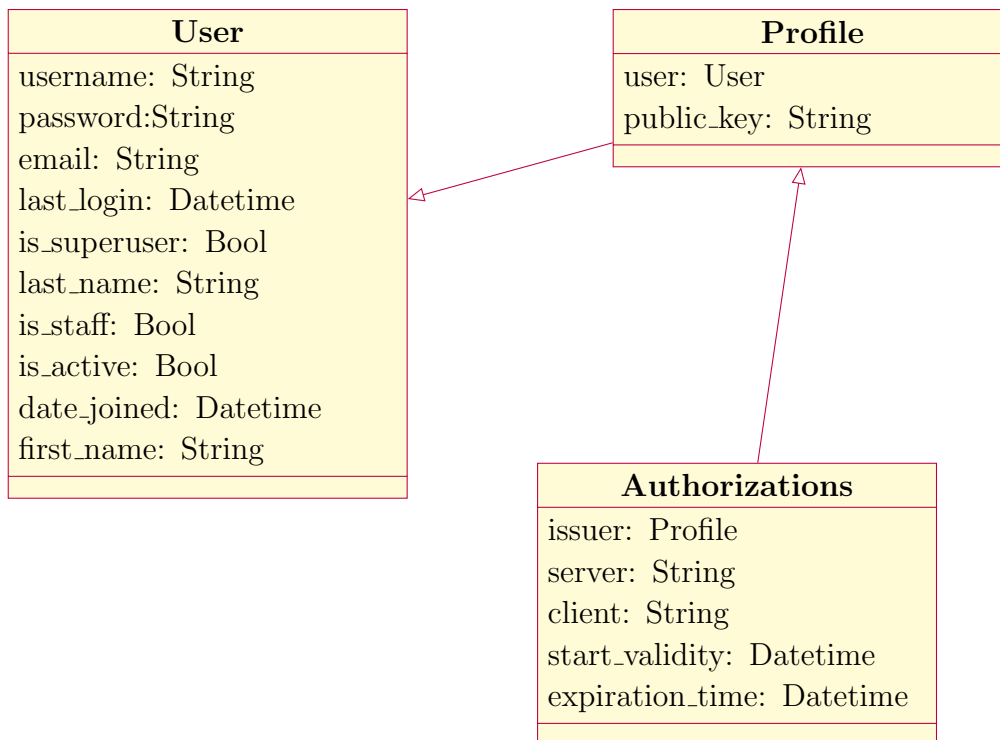 User
username: String
password:String
email: String
last_login: Datetime
is_superuser: Bool
last_name: String
is_staff: Bool
is_active: Bool
date_joined: Datetime
first_name: String
Profile
user: User
public_key: String
Authorizations
issuer: Profile
server: String
client: String
start_validity: Datetime
expiration_time: Datetime